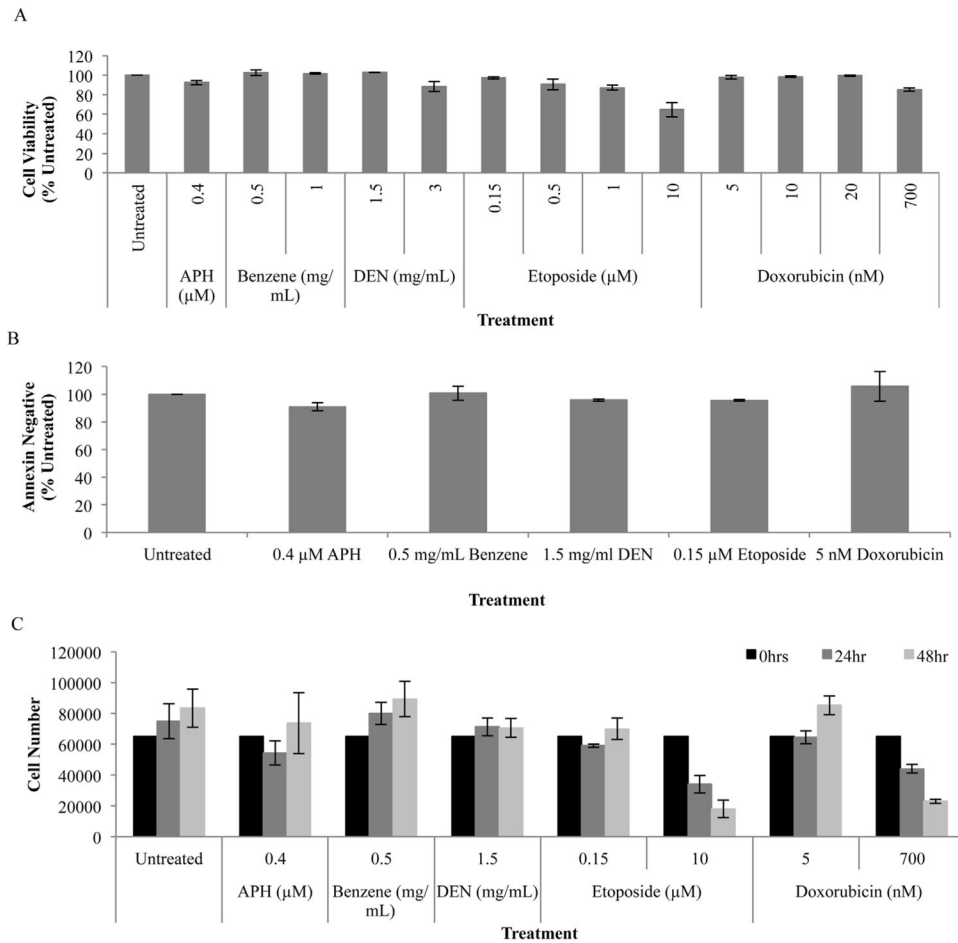 A
120
100
80
60
40
20
0
Cell Viability
(% Untreated)
Untreated
0.4
0.5
1
1.5
3
0.15
0.5
1
10
5
10
20
700
APH
(µM)
Benzene (mg/
mL)
DEN (mg/mL)
Etoposide (µM)
Doxorubicin (nM)
Treatment
B
120
100
80
60
40
20
0
Annexin Negative
(% Untreated)
Untreated
0.4 µM APH
0.5 mg/mL Benzene
1.5 mg/ml DEN
0.15 µM Etoposide
5 nM Doxorubicin
Treatment
C
120000
100000
80000
60000
40000
20000
0
Cell Number
0hrs
24hr
48hr
Untreated
0.4
0.5
1.5
0.15
10
5
700
APH (µM)
Benzene (mg/
mL)
DEN (mg/mL)
Etoposide (µM)
Doxorubicin (nM)
Treatment